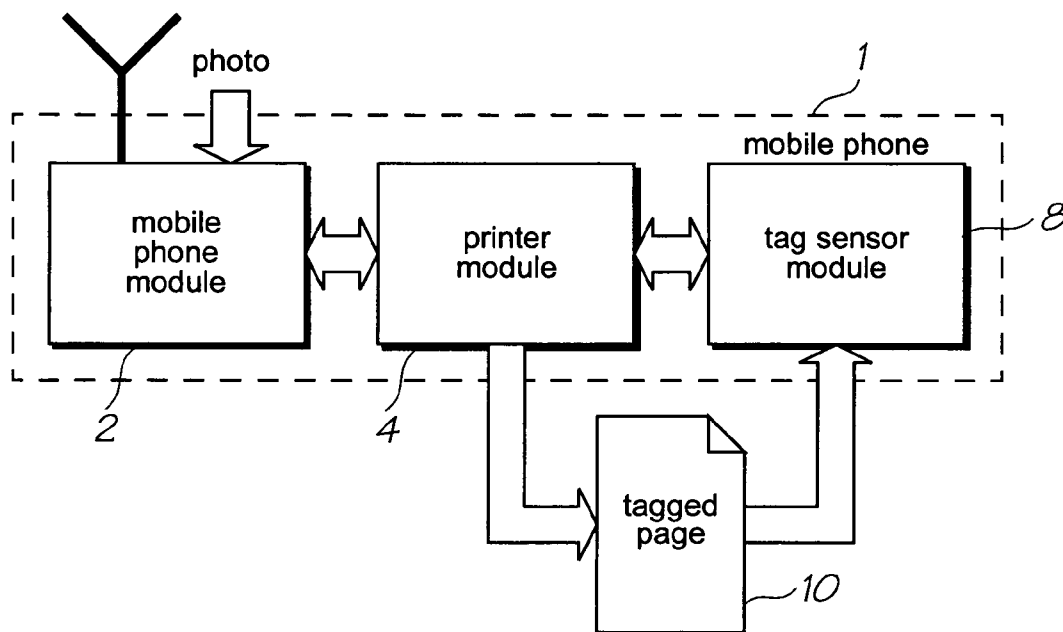 photo
1
mobile phone
mobile
phone
module
printer
module
tag sensor
module
8
2
4
tagged
page
10